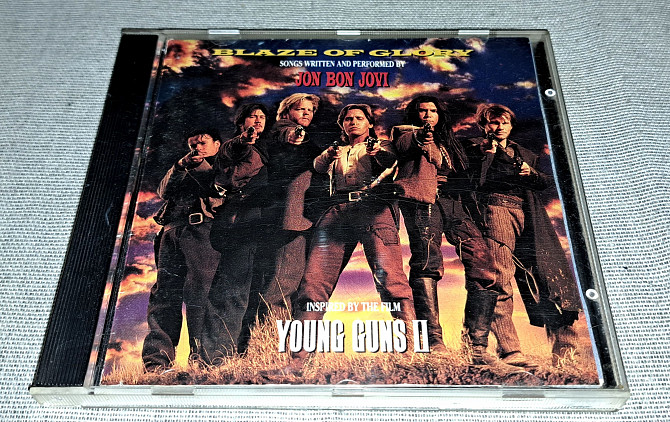 BLAZE OF GLORY
SONGS WRITTEN AND PERFORMED BY
JON BON JOVI
INSPIRED BY THE FILM
YOUNG GUNS II